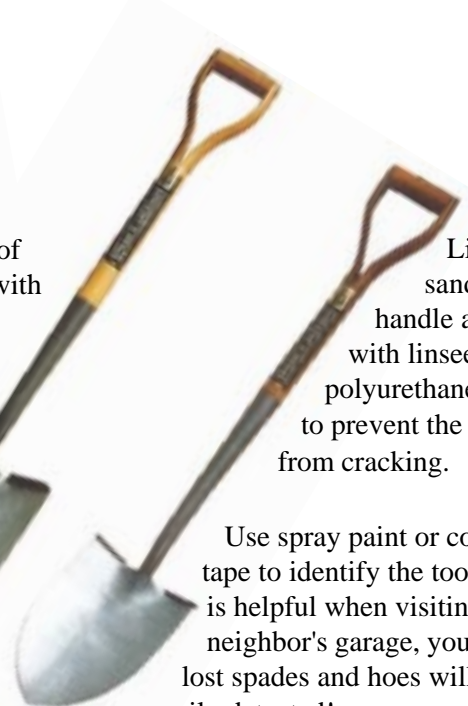 of
with
Li
sand
handle a
with linsee
polyurethane
to prevent the
from cracking.
Use spray paint or co
tape to identify the too
is helpful when visitin
neighbor's garage, you
lost spades and hoes wil